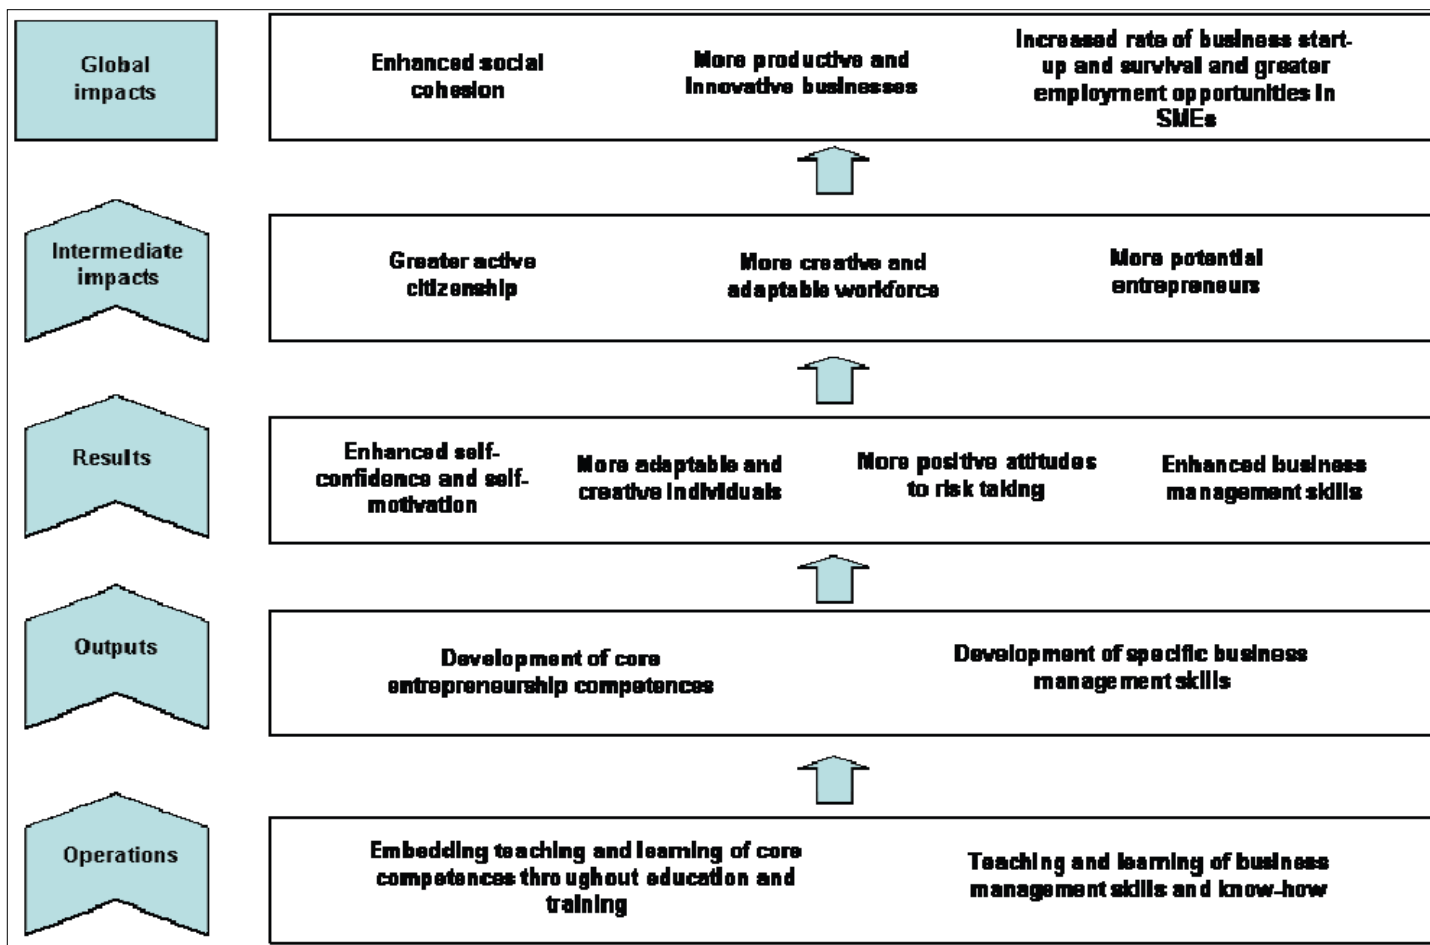 Global
impacts
Enhanced social
cohesion
More productive and
innovative businesses
Increased rate of business start-
up and survival and greater
employment opportunities in
SMEs
Intermediate
impacts
Greater active
citizenship
More creative and
adaptable workforce
More potential
entrepreneurs
Results
Enhanced self-
confidence and self-
motivation
More adaptable and
creative individuals
More positive attitudes
to risk taking
Enhanced business
management skills
Outputs
Development of core
entrepreneurship competences
Development of specific business
management skills
Operations
Embedding teaching and learning of core
competences throughout education and
training
Teaching and learning of business
management skills and know-how